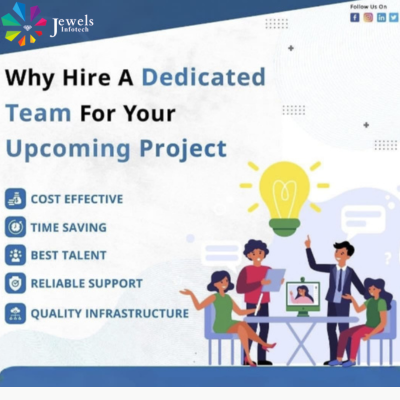 Jewels
Infotech
Follow Us On
Why Hire A Dedicated
Team For Your
Upcoming Project
COST EFFECTIVE
TIME SAVING
BEST TALENT
RELIABLE SUPPORT
QUALITY INFRASTRUCTURE